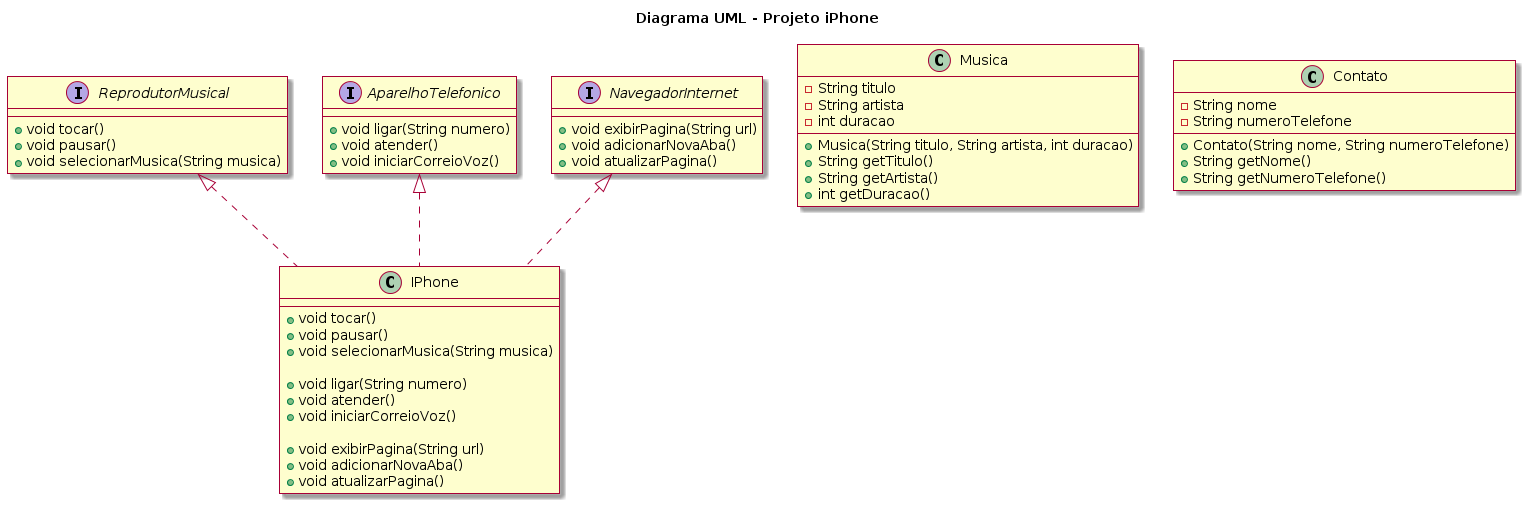 Diagrama UML - Projeto iPhone
I ReprodutorMusical
void tocar()
void pausar()
void selecionarMusica(String musica)
I AparelhoTelefonico
void ligar(String numero)
void atender()
void iniciarCorreioVoz()
I NavegadorInternet
void exibirPagina(String url)
void adicionarNovaAba()
void atualizarPagina()
C Musica
String titulo
String artista
int duracao
Musica(String titulo, String artista, int duracao)
String getTitulo()
String getArtista()
int getDuracao()
C Contato
String nome
String numeroTelefone
Contato(String nome, String numeroTelefone)
String getNome()
String getNumeroTelefone()
C IPhone
void tocar()
void pausar()
void selecionarMusica(String musica)
void ligar(String numero)
void atender()
void iniciarCorreioVoz()
void exibirPagina(String url)
void adicionarNovaAba()
void atualizarPagina()